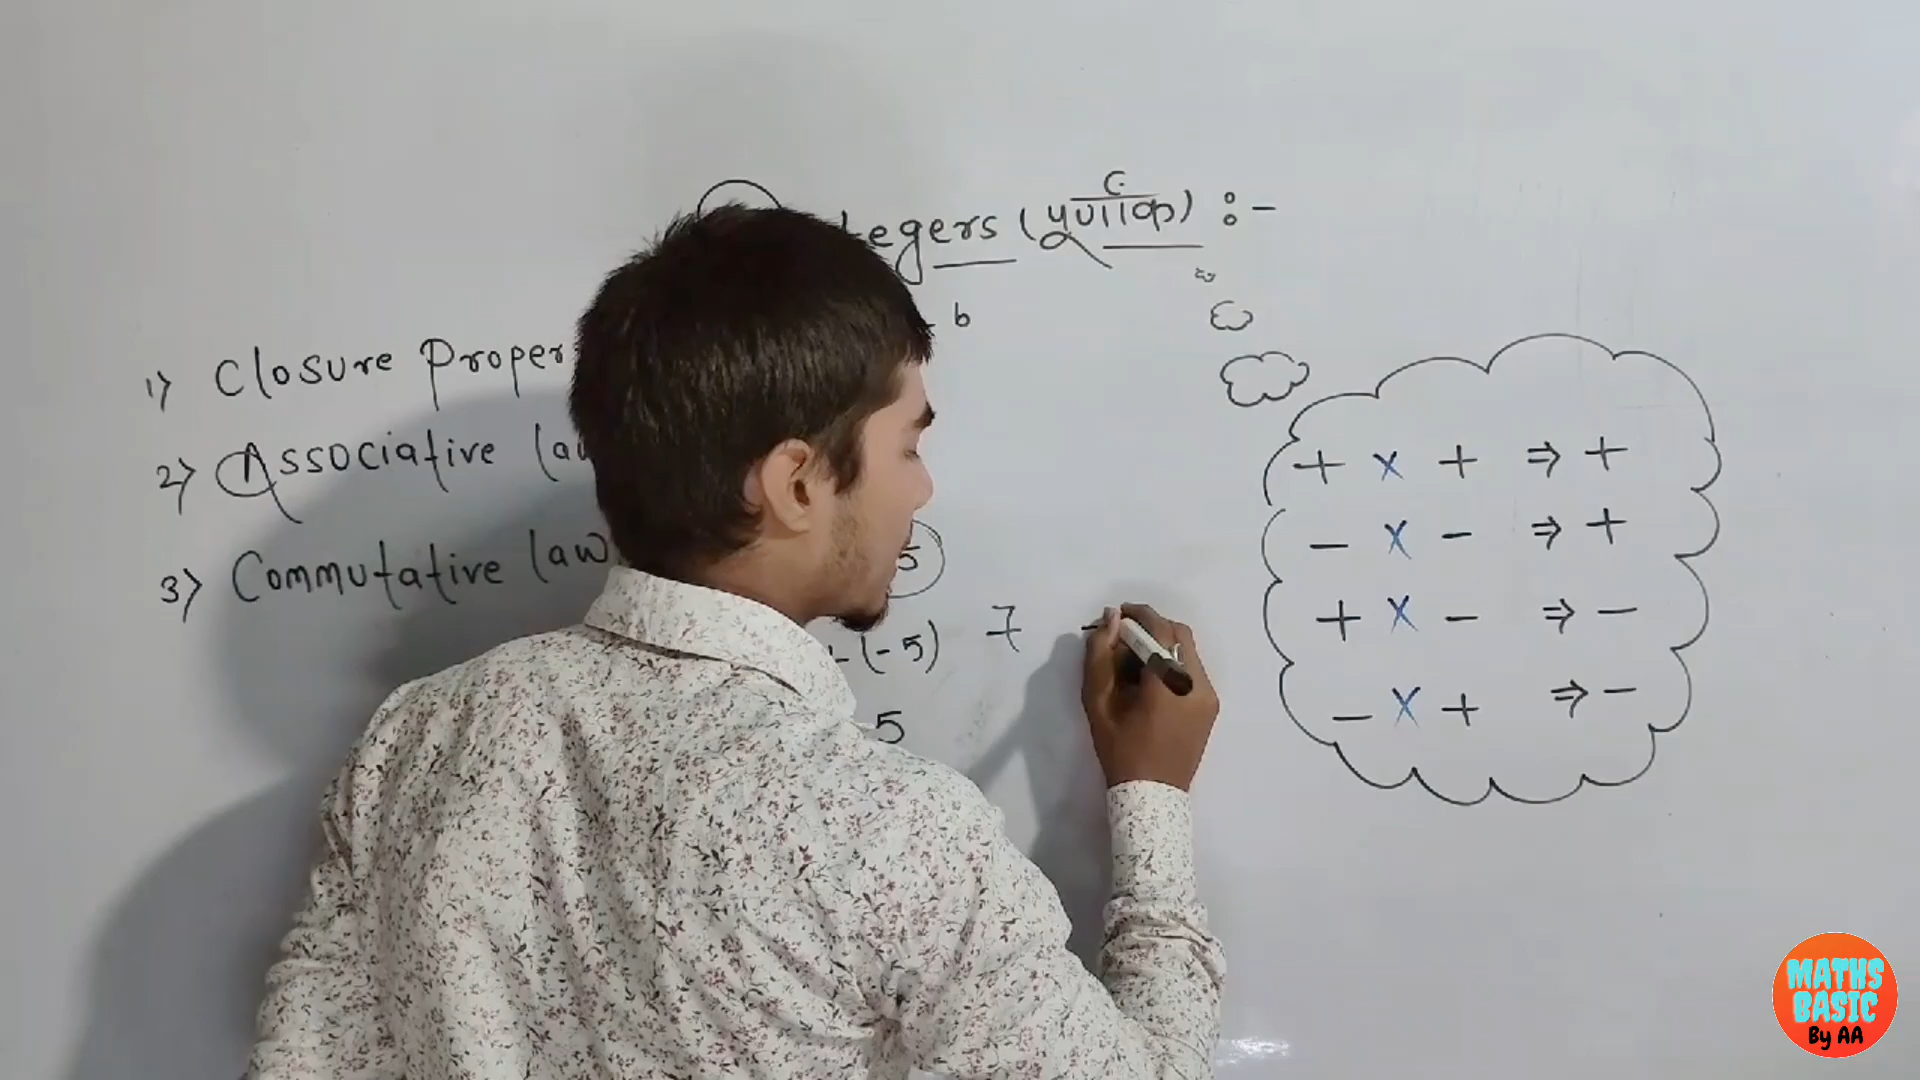 tegers (पूर्णांक) :-
b
1) Closure Proper
2) Associative la
3) Commutative law
5
+(-5) 7 -
5
+ x + ⇒ +
- x - ⇒ +
+ x - ⇒ -
- x + ⇒ -
MATHS
BASIC
By AA